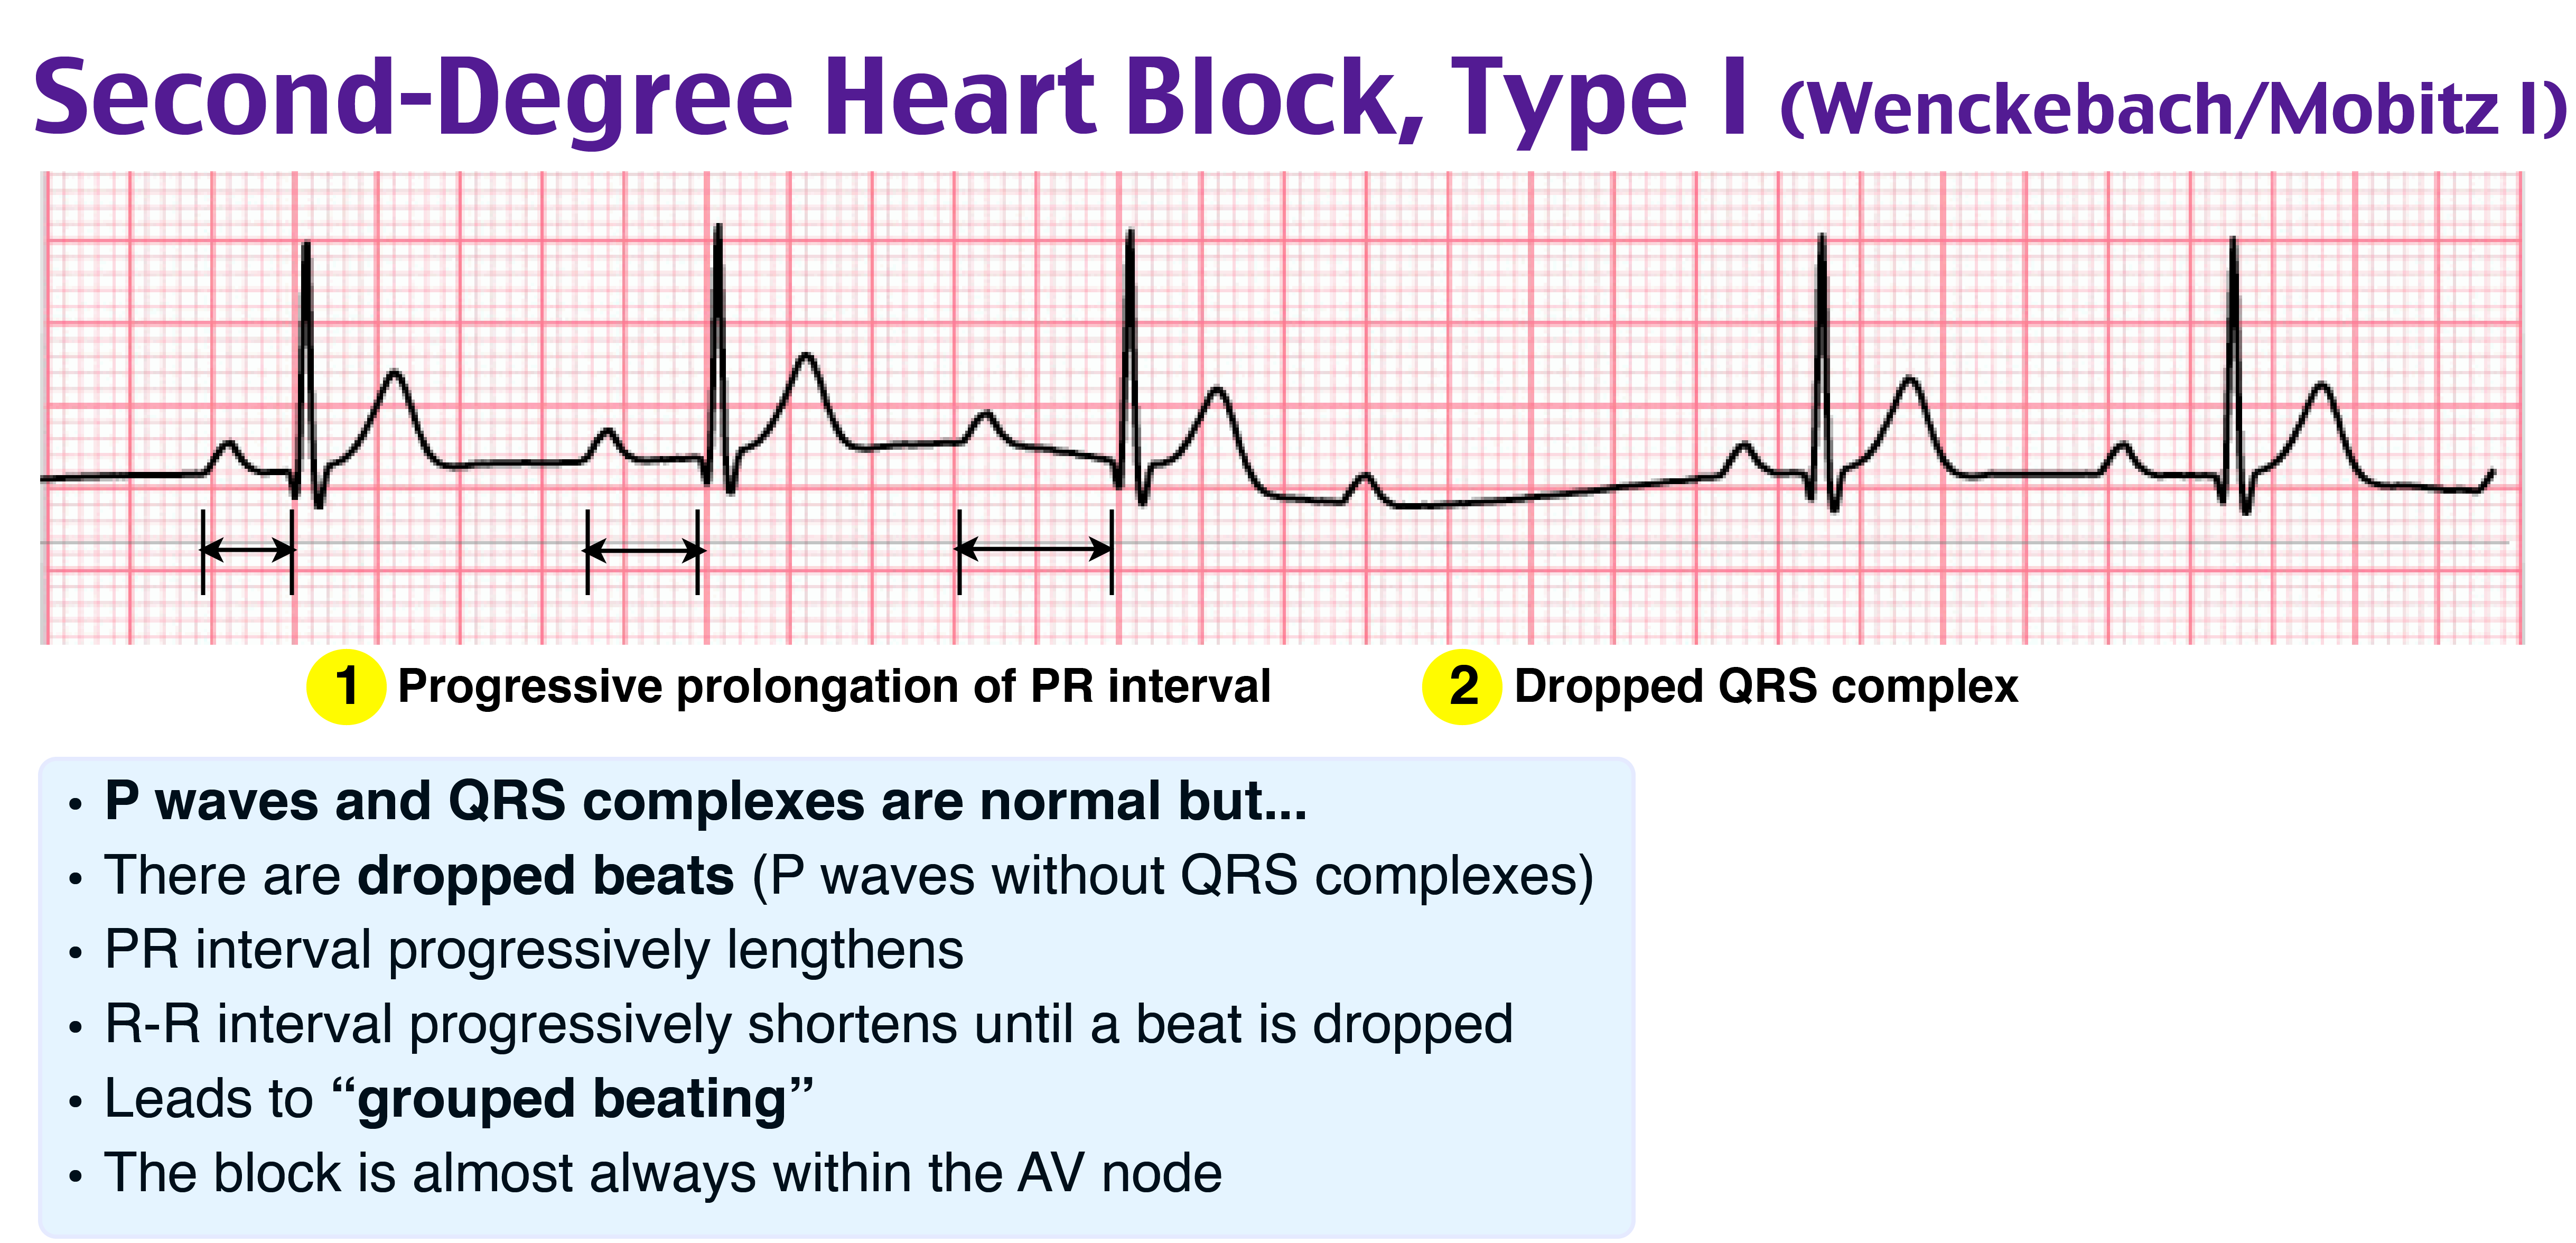 Second-Degree Heart Block, Type I (Wenckebach/Mobitz I)
1 Progressive prolongation of PR interval
2 Dropped QRS complex
• P waves and QRS complexes are normal but...
• There are dropped beats (P waves without QRS complexes)
• PR interval progressively lengthens
• R-R interval progressively shortens until a beat is dropped
• Leads to “grouped beating”
• The block is almost always within the AV node